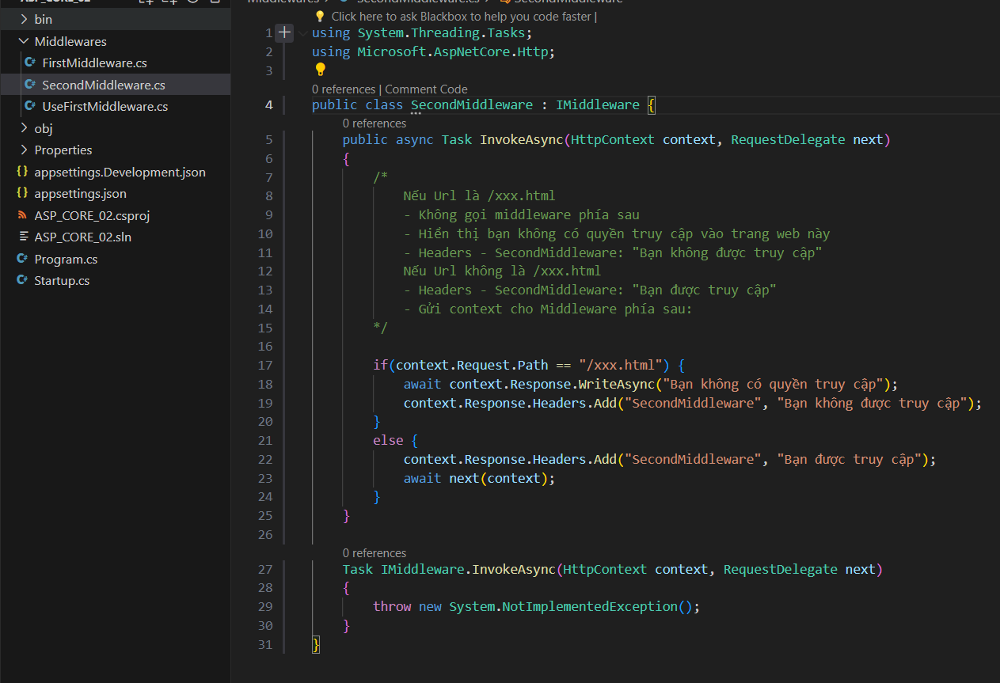 ASP_CORE_02
bin
Middlewares
C# FirstMiddleware.cs
C# SecondMiddleware.cs
C# UseFirstMiddleware.cs
obj
Properties
{} appsettings.Development.json
{} appsettings.json
ASP_CORE_02.csproj
ASP_CORE_02.sln
C# Program.cs
C# Startup.cs
Middlewares > SecondMiddleware.cs > SecondMiddleware
Click here to ask Blackbox to help you code faster |
1 using System.Threading.Tasks;
2 using Microsoft.AspNetCore.Http;
3
0 references | Comment Code
4 public class SecondMiddleware : IMiddleware {
0 references
5 public async Task InvokeAsync(HttpContext context, RequestDelegate next)
6 {
7 /*
8 Nếu Url là /xxx.html
9 - Không gọi middleware phía sau
10 - Hiển thị bạn không có quyền truy cập vào trang web này
11 - Headers - SecondMiddleware: "Bạn không được truy cập"
12 Nếu Url không là /xxx.html
13 - Headers - SecondMiddleware: "Bạn được truy cập"
14 - Gửi context cho Middleware phía sau:
15 */
16
17 if(context.Request.Path == "/xxx.html") {
18 await context.Response.WriteAsync("Bạn không có quyền truy cập");
19 context.Response.Headers.Add("SecondMiddleware", "Bạn không được truy cập");
20 }
21 else {
22 context.Response.Headers.Add("SecondMiddleware", "Bạn được truy cập");
23 await next(context);
24 }
25 }
26
0 references
27 Task IMiddleware.InvokeAsync(HttpContext context, RequestDelegate next)
28 {
29 throw new System.NotImplementedException();
30 }
31 }